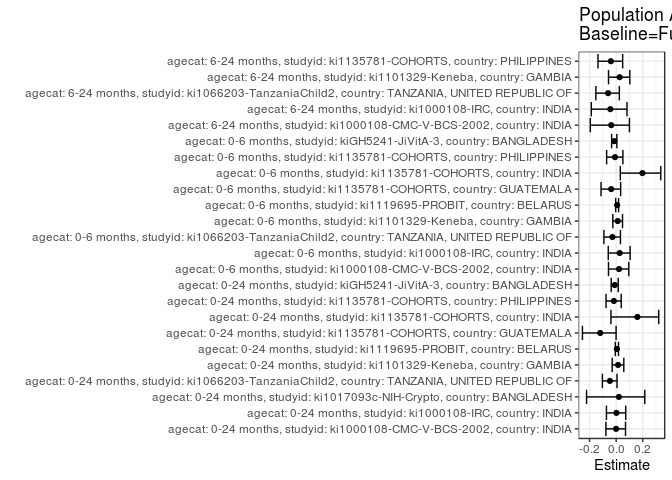 Population A
Baseline=Fu
agecat: 6-24 months, studyid: ki1135781-COHORTS, country: PHILIPPINES
agecat: 6-24 months, studyid: ki1101329-Keneba, country: GAMBIA
agecat: 6-24 months, studyid: ki1066203-TanzaniaChild2, country: TANZANIA, UNITED REPUBLIC OF
agecat: 6-24 months, studyid: ki1000108-IRC, country: INDIA
agecat: 6-24 months, studyid: ki1000108-CMC-V-BCS-2002, country: INDIA
agecat: 0-6 months, studyid: kiGH5241-JiVitA-3, country: BANGLADESH
agecat: 0-6 months, studyid: ki1135781-COHORTS, country: PHILIPPINES
agecat: 0-6 months, studyid: ki1135781-COHORTS, country: INDIA
agecat: 0-6 months, studyid: ki1135781-COHORTS, country: GUATEMALA
agecat: 0-6 months, studyid: ki1119695-PROBIT, country: BELARUS
agecat: 0-6 months, studyid: ki1101329-Keneba, country: GAMBIA
agecat: 0-6 months, studyid: ki1066203-TanzaniaChild2, country: TANZANIA, UNITED REPUBLIC OF
agecat: 0-6 months, studyid: ki1000108-IRC, country: INDIA
agecat: 0-6 months, studyid: ki1000108-CMC-V-BCS-2002, country: INDIA
agecat: 0-24 months, studyid: kiGH5241-JiVitA-3, country: BANGLADESH
agecat: 0-24 months, studyid: ki1135781-COHORTS, country: PHILIPPINES
agecat: 0-24 months, studyid: ki1135781-COHORTS, country: INDIA
agecat: 0-24 months, studyid: ki1135781-COHORTS, country: GUATEMALA
agecat: 0-24 months, studyid: ki1119695-PROBIT, country: BELARUS
agecat: 0-24 months, studyid: ki1101329-Keneba, country: GAMBIA
agecat: 0-24 months, studyid: ki1066203-TanzaniaChild2, country: TANZANIA, UNITED REPUBLIC OF
agecat: 0-24 months, studyid: ki1017093c-NIH-Crypto, country: BANGLADESH
agecat: 0-24 months, studyid: ki1000108-IRC, country: INDIA
agecat: 0-24 months, studyid: ki1000108-CMC-V-BCS-2002, country: INDIA
-0.2 0.0 0.2
Estimate